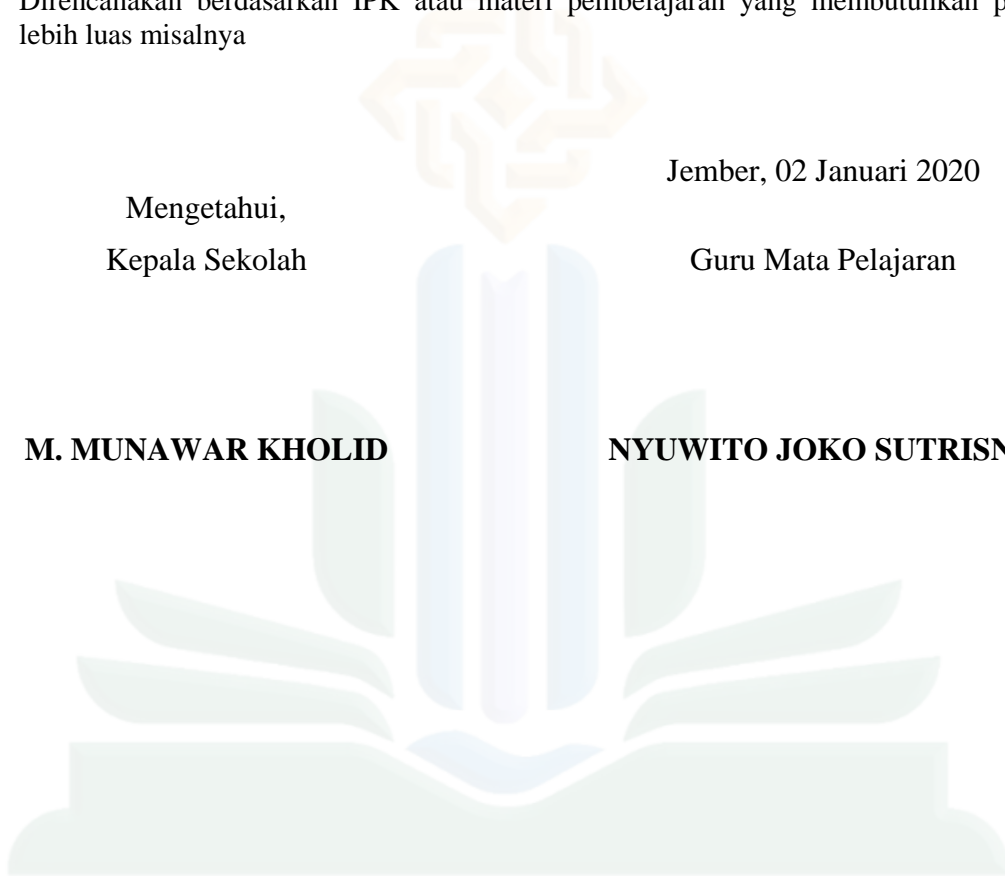 Direncanakan berdasarkan IPK atau materi pembelajaran yang membutuhkan
lebih luas misalnya
Jember, 02 Januari 2020
Mengetahui,
Kepala Sekolah
Guru Mata Pelajaran
M. MUNAWAR KHOLID
NYUWITO JOKO